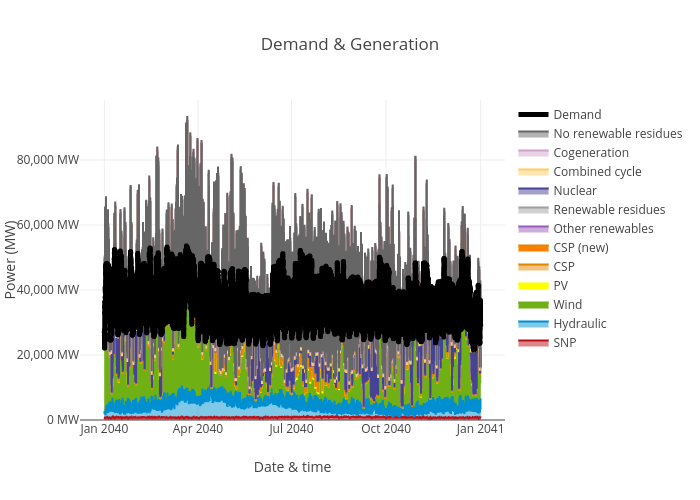 Demand & Generation
80,000 MW
60,000 MW
40,000 MW
20,000 MW
0 MW
Power (MW)
Jan 2040
Apr 2040
Jul 2040
Oct 2040
Jan 2041
Date & time
Demand
No renewable residues
Cogeneration
Combined cycle
Nuclear
Renewable residues
Other renewables
CSP (new)
CSP
PV
Wind
Hydraulic
SNP